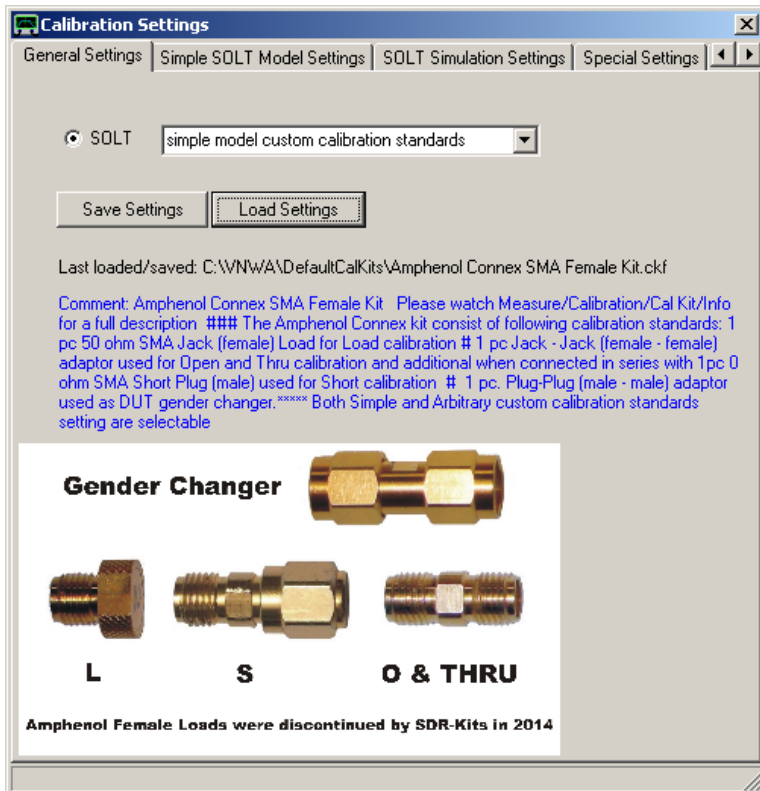 Calibration Settings
General Settings
Simple SOLT Model Settings
SOLT Simulation Settings
Special Settings
SOLT
simple model custom calibration standards
Save Settings
Load Settings
Last loaded/saved: C:\VNWA\DefaultCalKits\Amphenol Connex SMA Female Kit.ckf
Comment: Amphenol Connex SMA Female Kit   Please watch Measure/Calibration/Cal Kit/Info
for a full description  ### The Amphenol Connex kit consist of following calibration standards: 1
pc 50 ohm SMA Jack (female) Load for Load calibration # 1 pc Jack - Jack (female - female)
adaptor used for Open and Thru calibration and additional when connected in series with 1pc 0
ohm SMA Short Plug (male) used for Short calibration  #  1 pc. Plug-Plug (male - male) adaptor
used as DUT gender changer.***** Both Simple and Arbitrary custom calibration standards
setting are selectable
Gender Changer
L
S
O & THRU
Amphenol Female Loads were discontinued by SDR-Kits in 2014